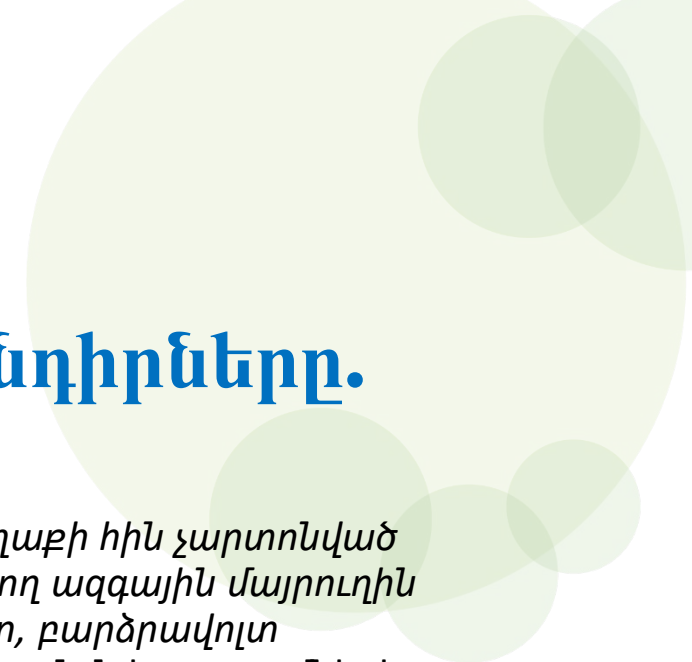 նդիրները.
ղաքի հին չարտոնված
ող ազգային մայրուղին
ո, բարձրավոլտ